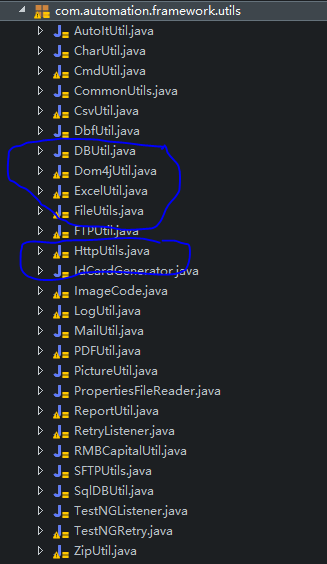 com.automation.framework.utils
AutoItUtil.java
CharUtil.java
CmdUtil.java
CommonUtils.java
CsvUtil.java
DbfUtil.java
DBUtil.java
Dom4jUtil.java
ExcelUtil.java
FileUtils.java
FTPUtil.java
HttpUtils.java
IdCardGenerator.java
ImageCode.java
LogUtil.java
MailUtil.java
PDFUtil.java
PictureUtil.java
PropertiesFileReader.java
ReportUtil.java
RetryListener.java
RMBCapitalUtil.java
SFTPUtils.java
SqlDBUtil.java
TestNGListener.java
TestNGRetry.java
ZipUtil.java